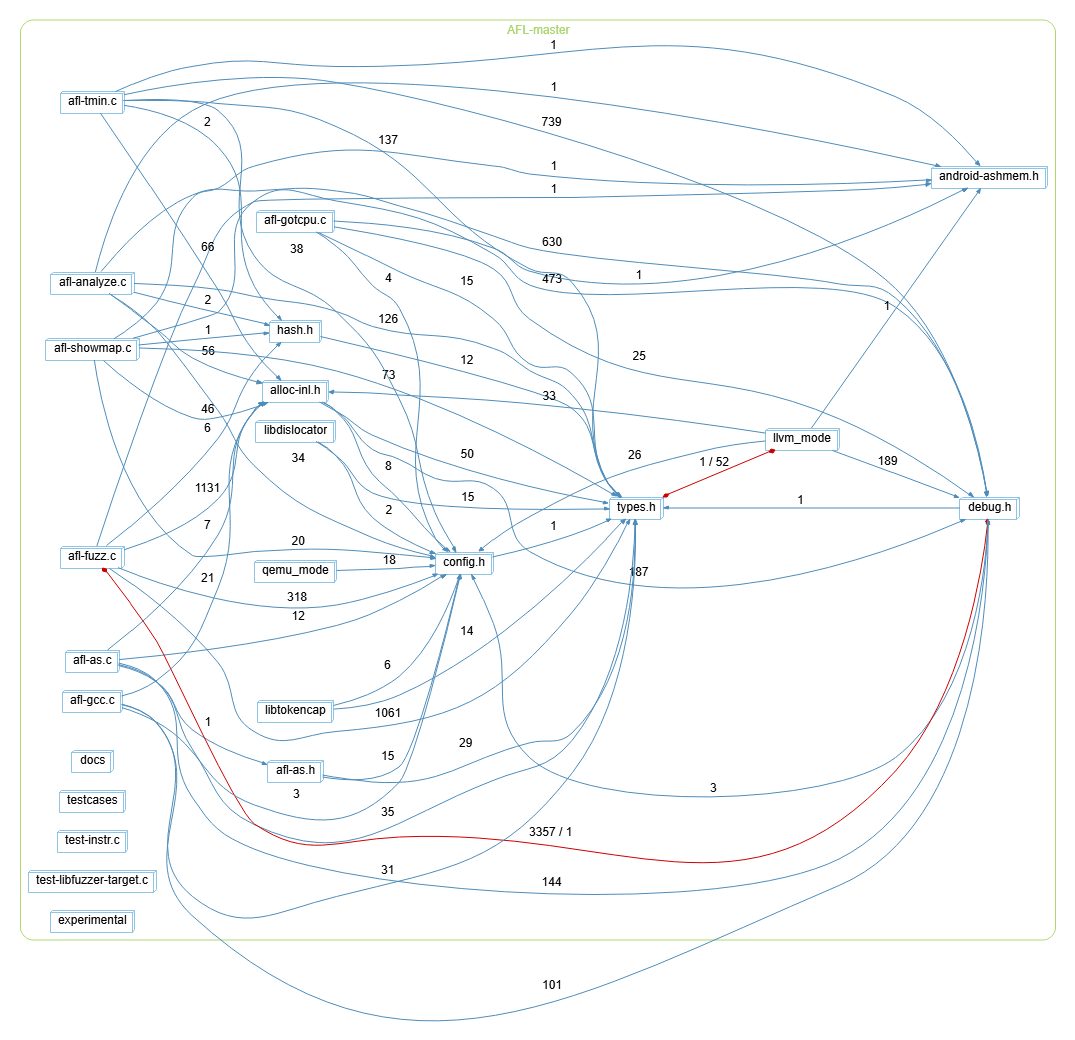 AFL-master
1
afl-tmin.c
1
2
739
137
1
android-ashmem.h
1
afl-gotcpu.c
66
38
630
afl-analyze.c
4
15
473
1
2
1
hash.h
126
afl-showmap.c
1
56
12
25
73
alloc-inl.h
33
46
6
libdislocator
llvm_mode
34
8
50
26
1 / 52
189
1131
15
2
types.h
1
debug.h
7
1
20
afl-fuzz.c
18
config.h
qemu_mode
21
187
318
12
14
afl-as.c
6
afl-gcc.c
libtokencap
1
1061
29
15
docs
afl-as.h
3
3
testcases
35
3357 / 1
test-instr.c
31
144
test-libfuzzer-target.c
experimental
101